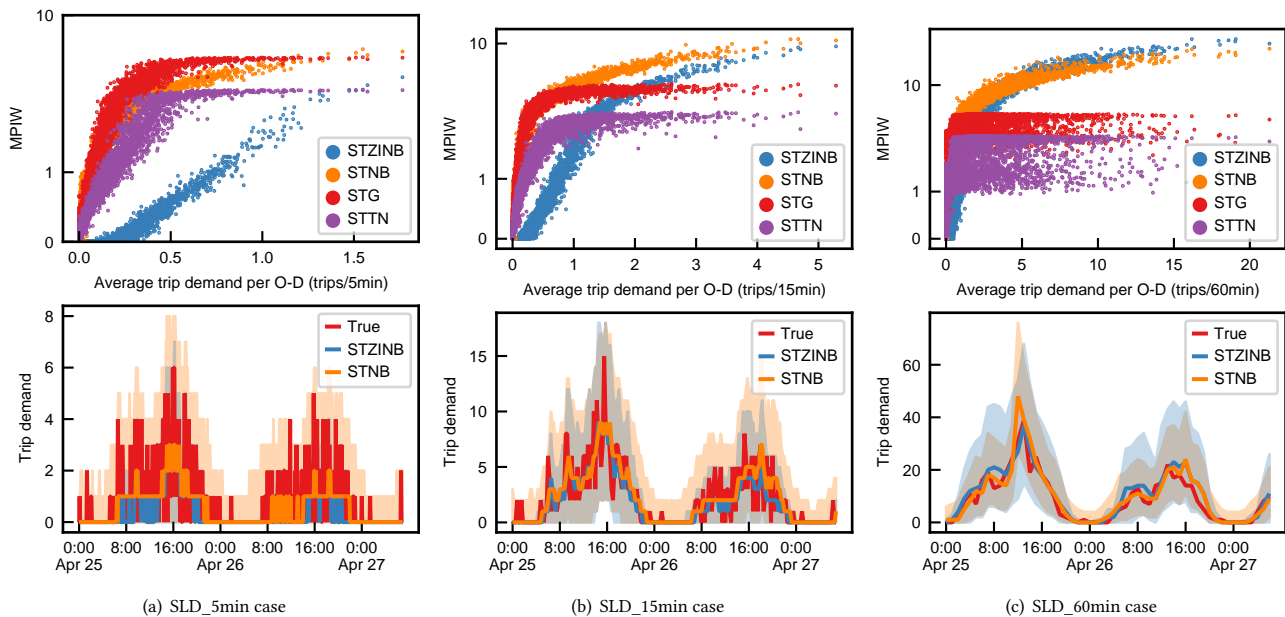 10
1
0
MPIW
STZINB
STNB
STG
STTN
0.0 0.5 1.0 1.5
Average trip demand per O-D (trips/5min)
10
1
0
MPIW
STZINB
STNB
STG
STTN
0 1 2 3 4 5
Average trip demand per O-D (trips/15min)
10
1
0
MPIW
STZINB
STNB
STG
STTN
0 5 10 15 20
Average trip demand per O-D (trips/60min)
8
6
4
2
0
Trip demand
True
STZINB
STNB
0:00 8:00 16:00 0:00 8:00 16:00 0:00
Apr 25 Apr 26 Apr 27
(a) SLD_5min case
15
10
5
0
Trip demand
True
STZINB
STNB
0:00 8:00 16:00 0:00 8:00 16:00 0:00
Apr 25 Apr 26 Apr 27
(b) SLD_15min case
60
40
20
0
Trip demand
True
STZINB
STNB
0:00 8:00 16:00 0:00 8:00 16:00 0:00
Apr 25 Apr 26 Apr 27
(c) SLD_60min case